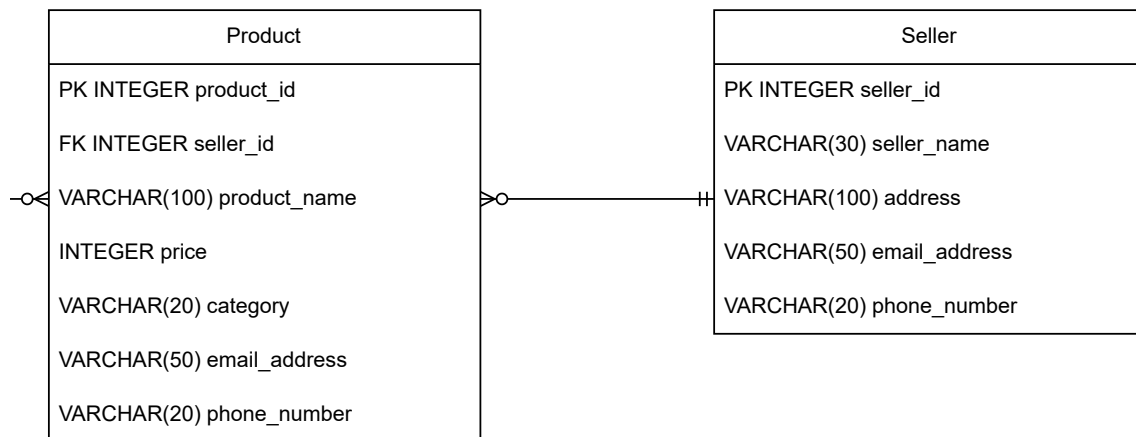 Product
PK INTEGER product_id
FK INTEGER seller_id
VARCHAR(100) product_name
INTEGER price
VARCHAR(20) category
VARCHAR(50) email_address
VARCHAR(20) phone_number
Seller
PK INTEGER seller_id
VARCHAR(30) seller_name
VARCHAR(100) address
VARCHAR(50) email_address
VARCHAR(20) phone_number